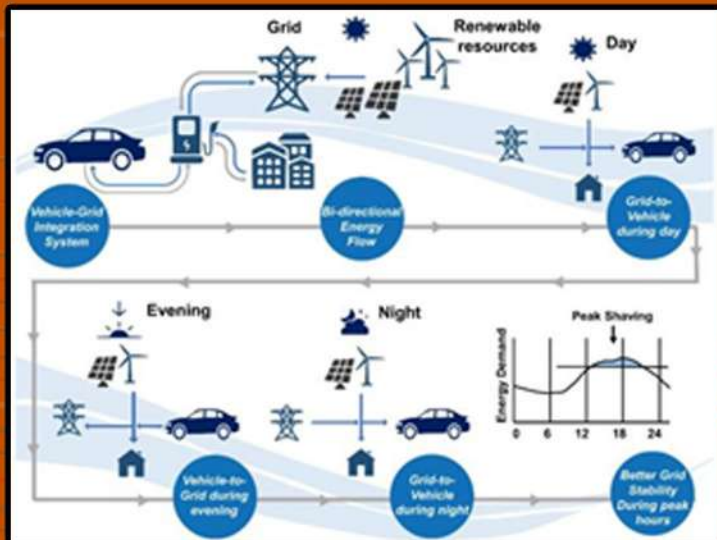 Grid
Renewable
resources
Day
Vehicle-Grid
Integration
System
Bi-directional
Energy
Flow
Grid-to-
Vehicle
during day
Evening
Night
Peak Shaving
Energy Demand
0 6 12 18 24
Vehicle-to-
Grid during
evening
Grid-to-
Vehicle
during night
Better Grid
Stability
During peak
hours